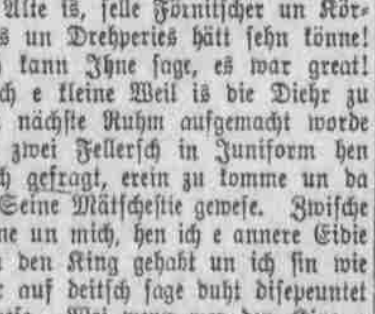 Alte is, selle Förnitscher un Kör-
s un Drehperies hätt sehn könne!
kann Ihne sage, es war great!
ch e kleine Weil is die Diehr zu
nächste Ruhm aufgemacht worde
zwei Fellersch in Juniform hen
ch gefragt, erein zu komme un da
Seine Mätschestie gewese. Zwische
ne un mich, hen ich e annere Eidie
den King gehabt un ich sin wie
auf deitsch sage duht disepeuntet